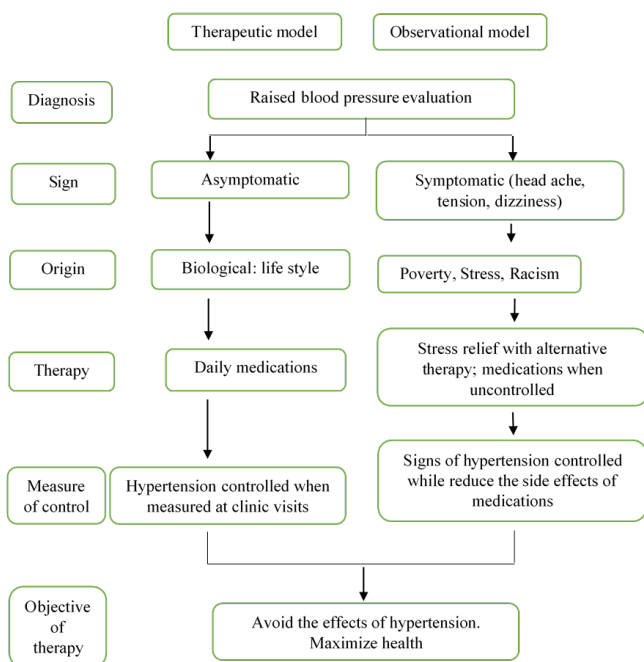 Therapeutic model
Observational model
Diagnosis
Raised blood pressure evaluation
Sign
Asymptomatic
Symptomatic (head ache,
tension, dizziness)
Origin
Biological: life style
Poverty, Stress, Racism
Therapy
Daily medications
Stress relief with alternative
therapy; medications when
uncontrolled
Measure
of control
Hypertension controlled when
measured at clinic visits
Signs of hypertension controlled
while reduce the side effects of
medications
Objective
of
therapy
Avoid the effects of hypertension.
Maximize health